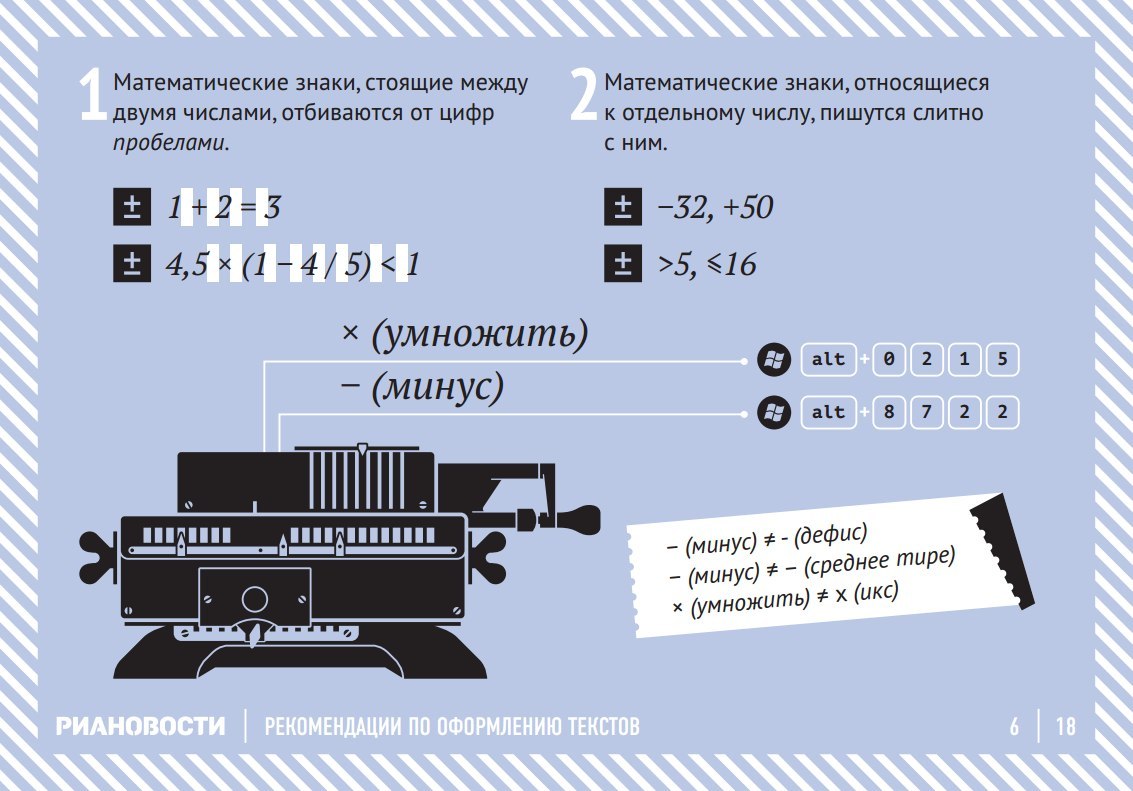 1 Математические знаки, стоящие между
двумя числами, отбиваются от цифр
пробелами.
± 1 + 2 = 3
± 4,5 × (1 − 4 / 5) < 1
2 Математические знаки, относящиеся
к отдельному числу, пишутся слитно
с ним.
± −32, +50
± >5, ⩽16
× (умножить)
alt + 0 2 1 5
− (минус)
alt + 8 7 2 2
− (минус) ≠ - (дефис)
− (минус) ≠ – (среднее тире)
× (умножить) ≠ х (икс)
РИАНОВОСТИ | РЕКОМЕНДАЦИИ ПО ОФОРМЛЕНИЮ ТЕКСТОВ
6 | 18